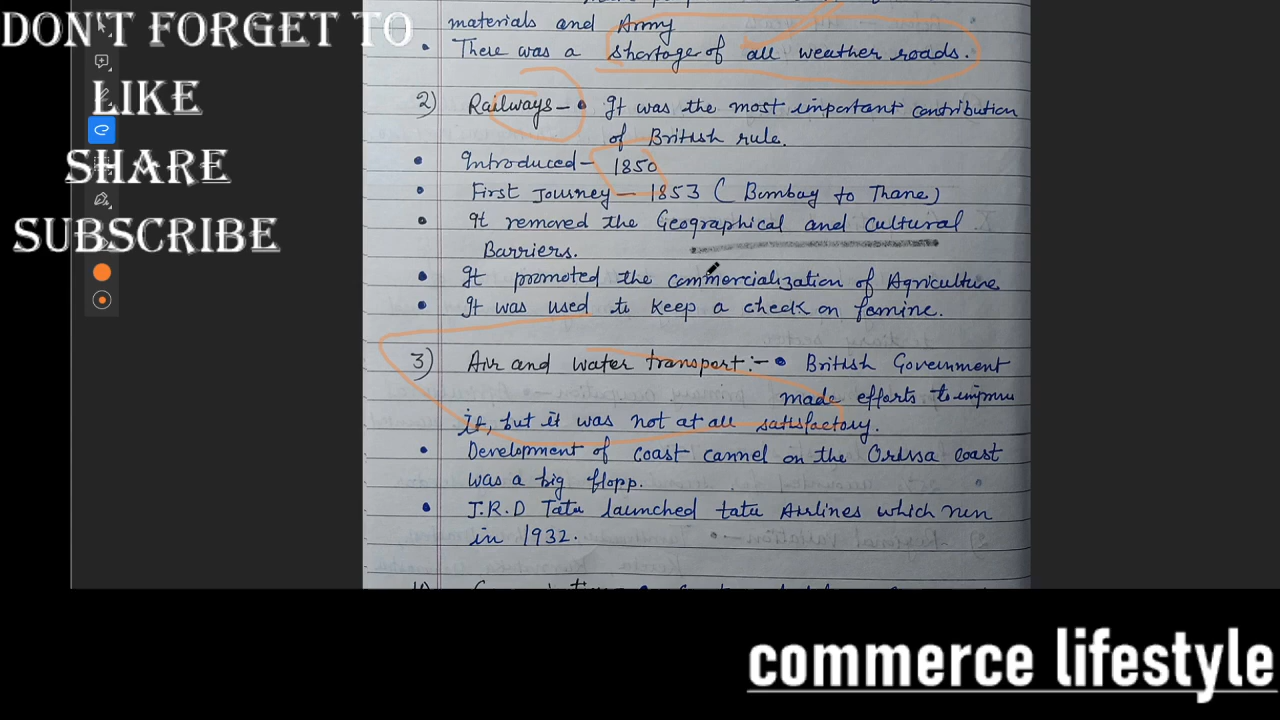 DON'T FORGET TO
LIKE
SHARE
SUBSCRIBE
materials and Army
• There was a shortage of all weather roads.
2) Railways – • It was the most important contribution
of British rule.
• Introduced – 1850
• First Journey – 1853 ( Bombay to Thane)
• It removed the Geographical and Cultural
Barriers.
• It promoted the commercialization of Agriculture
• It was used to keep a check on famine.
3) Air and water transport :– • British Government
made efforts to improve
it, but it was not at all satisfactory.
• Development of coast cannel on the Orissa coast
was a big flopp.
• J.R.D Tata launched tata Airlines which run
in 1932.
commerce lifestyle